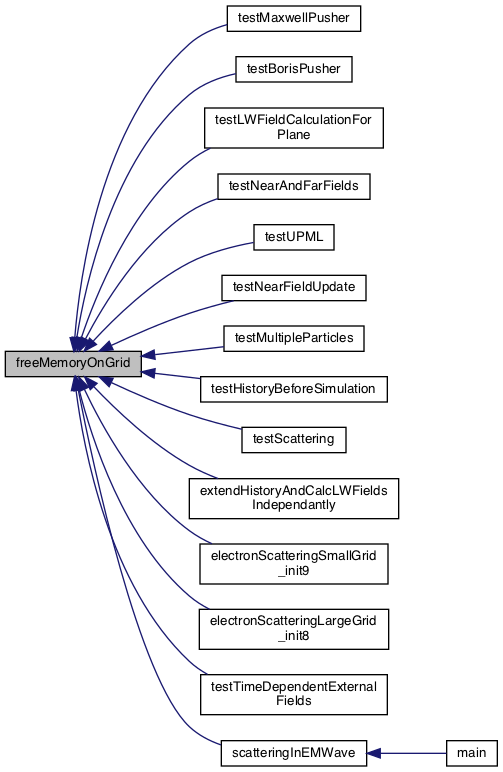 testMaxwellPusher
testBorisPusher
testLWFieldCalculationFor
Plane
testNearAndFarFields
testUPML
testNearFieldUpdate
testMultipleParticles
freeMemoryOnGrid
testHistoryBeforeSimulation
testScattering
extendHistoryAndCalcLWFields
Independantly
electronScatteringSmallGrid
_init9
electronScatteringLargeGrid
_init8
testTimeDependentExternal
Fields
scatteringInEMWave
main